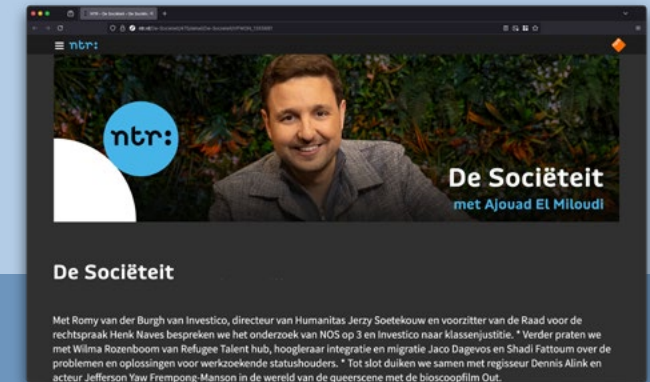 NTR - De Sociëteit - De Sociëte
ntr:
ntr:
De Sociëteit
met Ajouad El Miloudi
De Sociëteit
Met Romy van der Burgh van Investico, directeur van Humanitas Jerzy Soetekouw en voorzitter van de Raad voor de
rechtspraak Henk Naves bespreken we het onderzoek van NOS op 3 en Investico naar klassenjustitie. * Verder praten we
met Wilma Rozenboom van Refugee Talent hub, hoogleraar integratie en migratie Jaco Dagevos en Shadi Fattoum over de
problemen en oplossingen voor werkzoekende statushouders. * Tot slot duiken we samen met regisseur Dennis Alink en
acteur Jefferson Yaw Frempong-Manson in de wereld van de queerscene met de bioscoopfilm Out.